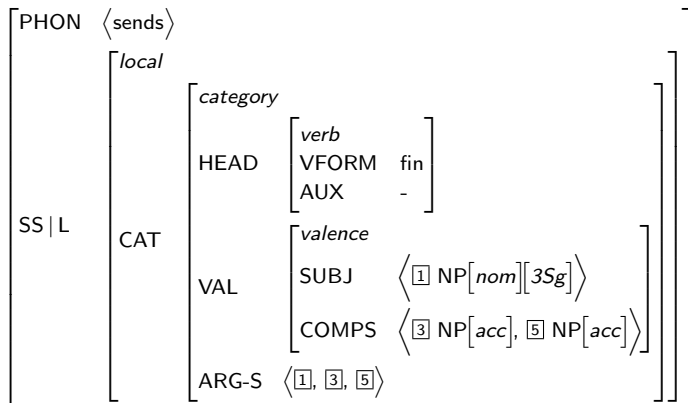 PHON ⟨sends⟩
local
category
verb
HEAD VFORM fin
AUX -
SS | L CAT
valence
VAL SUBJ ⟨1 NP[nom][3Sg]⟩
COMPS ⟨3 NP[acc], 5 NP[acc]⟩
ARG-S ⟨1, 3, 5⟩